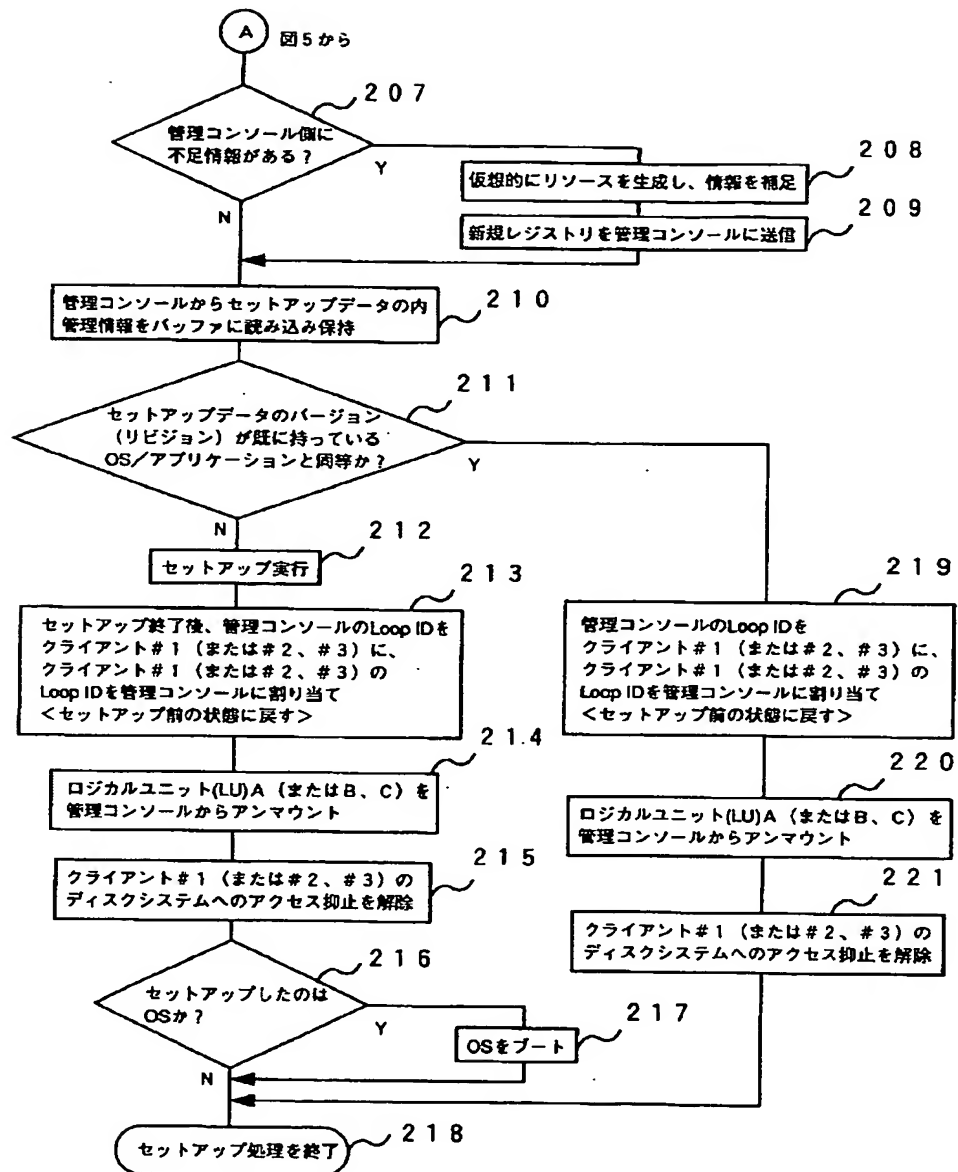 A
図5から
207
管理コンソール側に
不足情報がある？
Y
N
208
仮想的にリソースを生成し、情報を補足
209
新規レジストリを管理コンソールに送信
210
管理コンソールからセットアップデータの内
管理情報をバッファに読み込み保持
211
セットアップデータのバージョン
（リビジョン）が既に持っている
OS／アプリケーションと同等か？
Y
N
212
セットアップ実行
213
セットアップ終了後、管理コンソールのLoop IDを
クライアント＃1（または＃2、＃3）に、
クライアント＃1（または＃2、＃3）の
Loop IDを管理コンソールに割り当て
＜セットアップ前の状態に戻す＞
214
ロジカルユニット(LU)A（またはB、C）を
管理コンソールからアンマウント
215
クライアント＃1（または＃2、＃3）の
ディスクシステムへのアクセス抑止を解除
216
セットアップしたのは
OSか？
Y
N
217
OSをブート
218
セットアップ処理を終了
219
管理コンソールのLoop IDを
クライアント＃1（または＃2、＃3）に、
クライアント＃1（または＃2、＃3）の
Loop IDを管理コンソールに割り当て
＜セットアップ前の状態に戻す＞
220
ロジカルユニット(LU)A（またはB、C）を
管理コンソールからアンマウント
221
クライアント＃1（または＃2、＃3）の
ディスクシステムへのアクセス抑止を解除